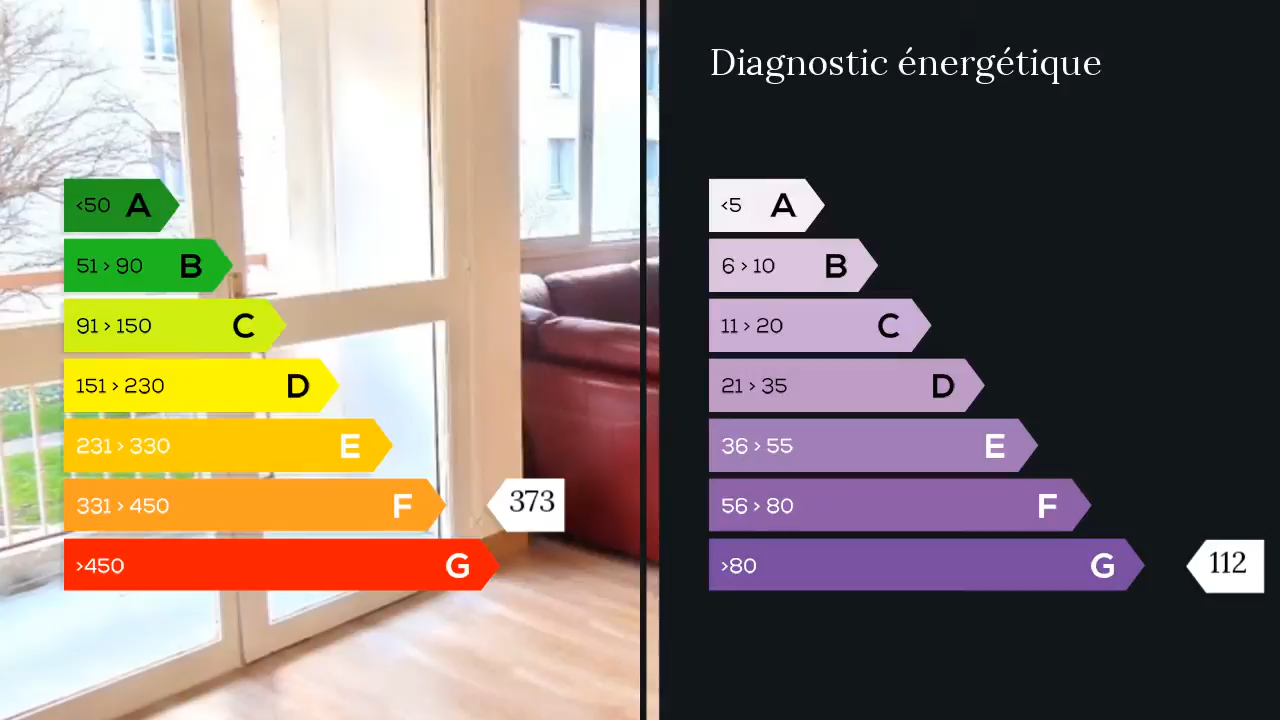 Diagnostic énergétique
<50 A
51 > 90 B
91 > 150 C
151 > 230 D
231 > 330 E
331 > 450 F
373
>450 G
<5 A
6 > 10 B
11 > 20 C
21 > 35 D
36 > 55 E
56 > 80 F
>80 G
112